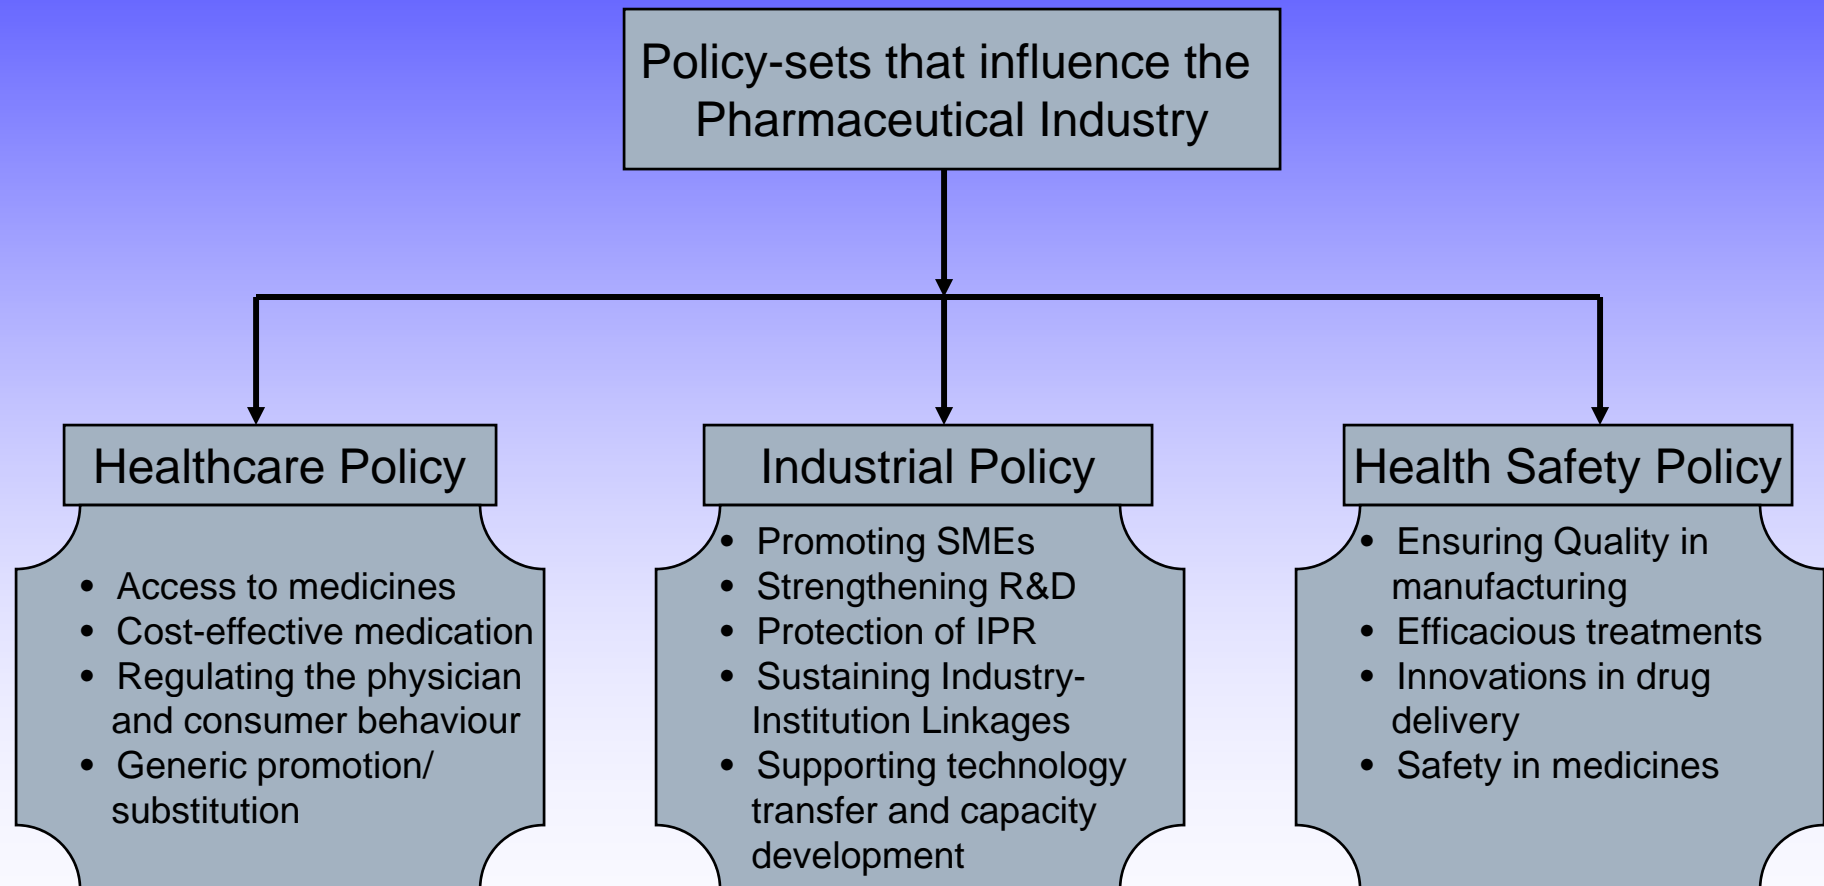 Policy-sets that influence the
Pharmaceutical Industry
Healthcare Policy
• Access to medicines
• Cost-effective medication
• Regulating the physician
and consumer behaviour
• Generic promotion/
substitution
Industrial Policy
• Promoting SMEs
• Strengthening R&D
• Protection of IPR
• Sustaining Industry-
Institution Linkages
• Supporting technology
transfer and capacity
development
Health Safety Policy
• Ensuring Quality in
manufacturing
• Efficacious treatments
• Innovations in drug
delivery
• Safety in medicines